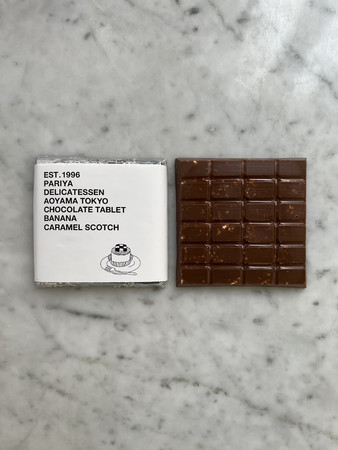 EST.1996
PARIYA
DELICATESSEN
AOYAMA TOKYO
CHOCOLATE TABLET
BANANA
CARAMEL SCOTCH